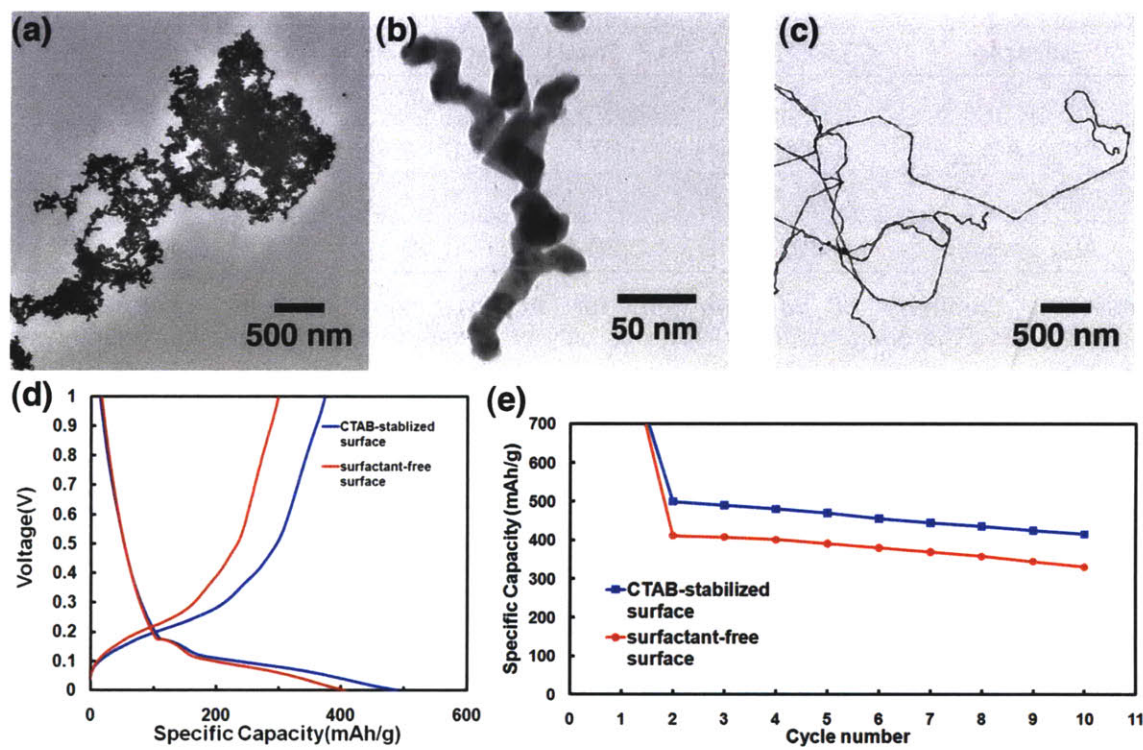 (a)
500 nm
(b)
50 nm
(c)
500 nm
(d)
1
0.9
0.8
0.7
0.6
0.5
0.4
0.3
0.2
0.1
0
Voltage(V)
CTAB-stablized
surface
surfactant-free
surface
0 200 400 600
Specific Capacity(mAh/g)
(e)
700
600
500
400
300
200
100
0
Specific Capacity (mAh/g)
CTAB-stabilized
surface
surfactant-free
surface
0 1 2 3 4 5 6 7 8 9 10 11
Cycle number